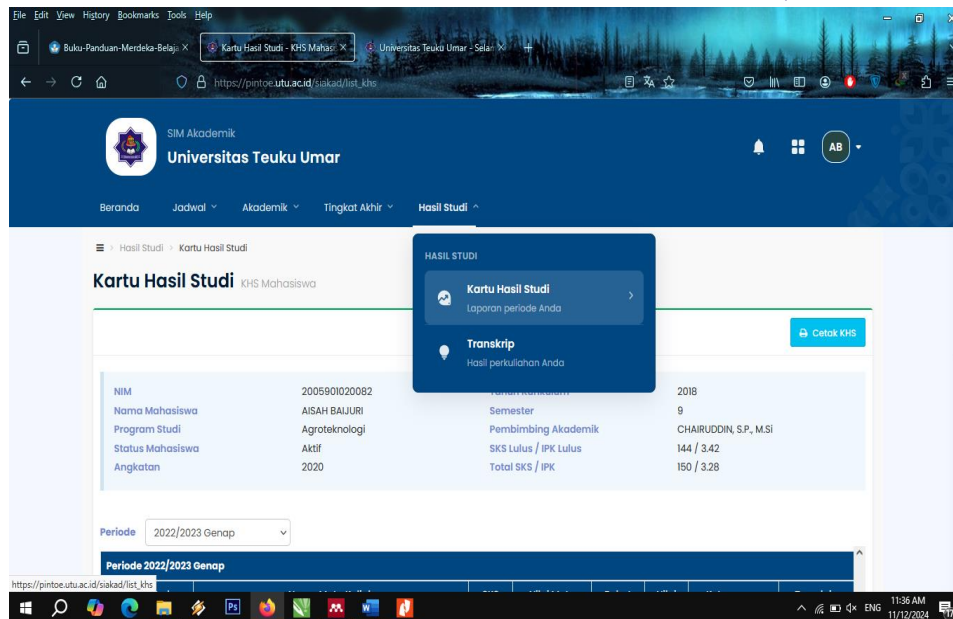 File Edit View History Bookmarks Tools Help
Buku-Panduan-Merdeka-Belaja
Kartu Hasil Studi - KHS Mahas
Universitas Teuku Umar - Selan
https://pintoe.utu.ac.id/siakad/list_khs
SIM Akademik
Universitas Teuku Umar
AB
Beranda Jadwal Akademik Tingkat Akhir Hasil Studi
Hasil Studi > Kartu Hasil Studi
Kartu Hasil Studi KHS Mahasiswa
HASIL STUDI
Kartu Hasil Studi
Laporan periode Anda
Transkrip
Hasil perkuliahan Anda
Cetak KHS
NIM 2005901020082
Nama Mahasiswa AISAH BAIJURI
Program Studi Agroteknologi
Status Mahasiswa Aktif
Angkatan 2020
2018
Semester 9
Pembimbing Akademik CHAIRUDDIN, S.P., M.Si
SKS Lulus / IPK Lulus 144 / 3.42
Total SKS / IPK 150 / 3.28
Periode 2022/2023 Genap
Periode 2022/2023 Genap
https://pintoe.utu.ac.id/siakad/list_khs
Ps
ENG
11:36 AM
11/12/2024